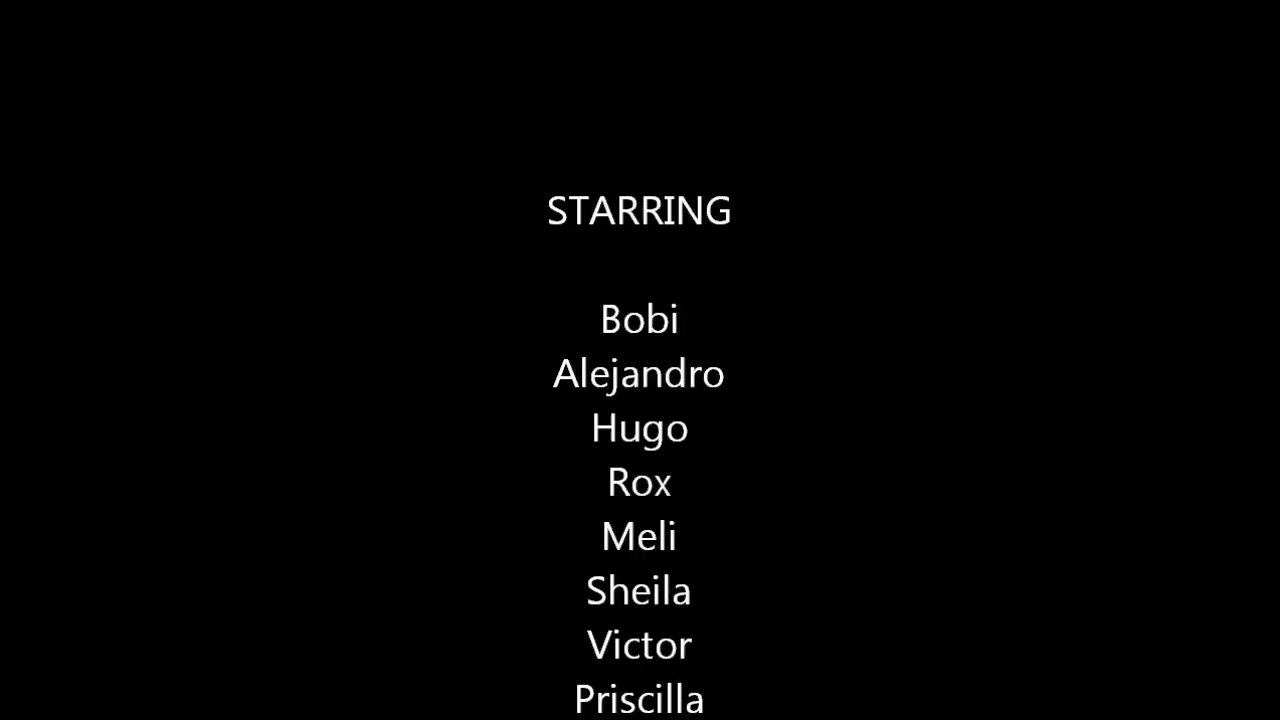 STARRING
Bobi
Alejandro
Hugo
Rox
Meli
Sheila
Victor
Priscilla